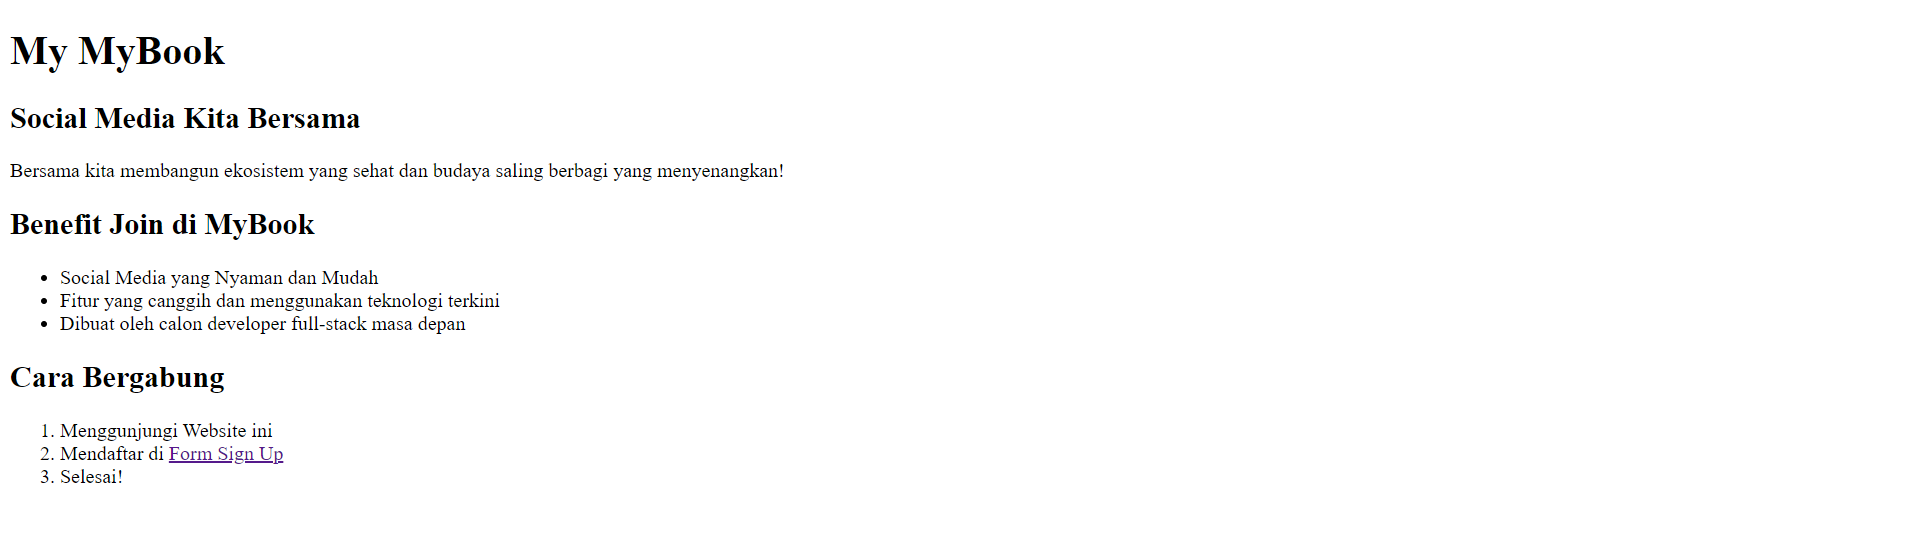 My MyBook
Social Media Kita Bersama
Bersama kita membangun ekosistem yang sehat dan budaya saling berbagi yang menyenangkan!
Benefit Join di MyBook
• Social Media yang Nyaman dan Mudah
• Fitur yang canggih dan menggunakan teknologi terkini
• Dibuat oleh calon developer full-stack masa depan
Cara Bergabung
1. Menggunjungi Website ini
2. Mendaftar di Form Sign Up
3. Selesai!